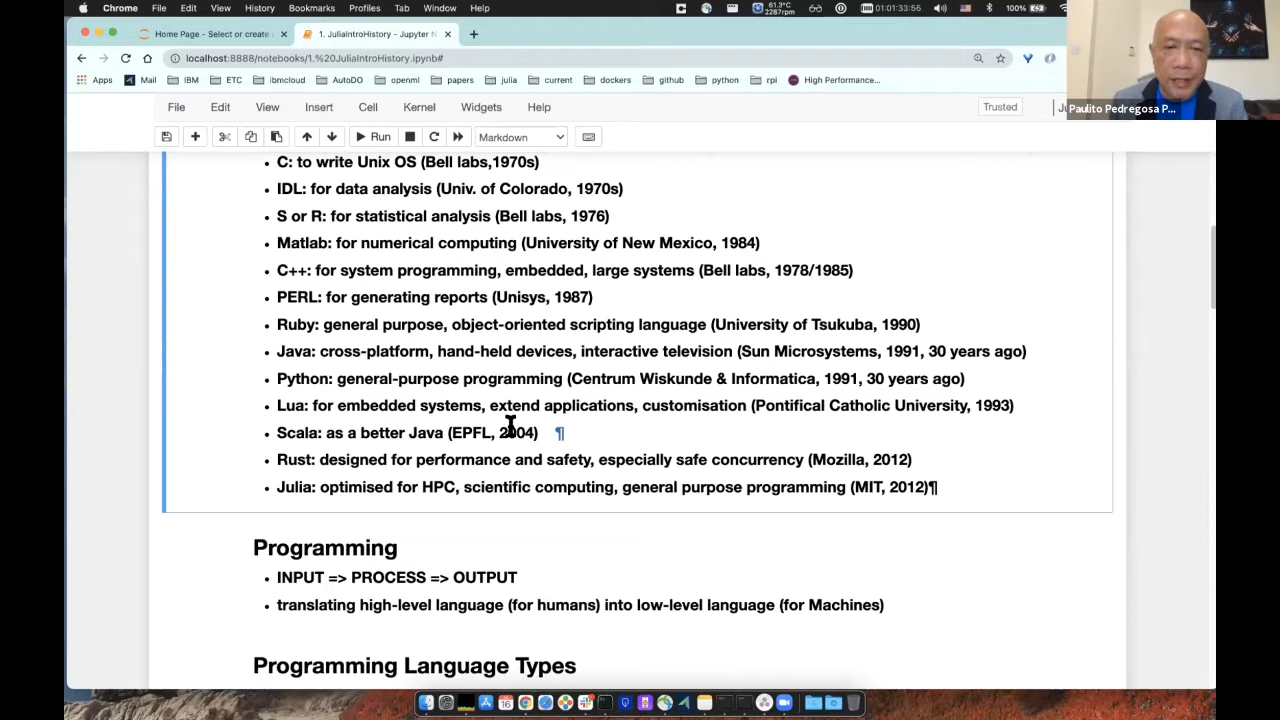 Chrome File Edit View History Bookmarks Profiles Tab Window Help 61.3°C 2287rpm 01:01:33:55 100%
Home Page - Select or create a 1. JuliaIntroHistory - Jupyter N
localhost:8888/notebooks/1.%20JuliaIntroHistory.ipynb#
Apps Mail IBM ETC ibmcloud AutoDO openml papers julia current dockers github python rpi High Performance...
Paulito Pedregosa P...
File Edit View Insert Cell Kernel Widgets Help Trusted
Run Markdown
• C: to write Unix OS (Bell labs,1970s)
• IDL: for data analysis (Univ. of Colorado, 1970s)
• S or R: for statistical analysis (Bell labs, 1976)
• Matlab: for numerical computing (University of New Mexico, 1984)
• C++: for system programming, embedded, large systems (Bell labs, 1978/1985)
• PERL: for generating reports (Unisys, 1987)
• Ruby: general purpose, object-oriented scripting language (University of Tsukuba, 1990)
• Java: cross-platform, hand-held devices, interactive television (Sun Microsystems, 1991, 30 years ago)
• Python: general-purpose programming (Centrum Wiskunde & Informatica, 1991, 30 years ago)
• Lua: for embedded systems, extend applications, customisation (Pontifical Catholic University, 1993)
• Scala: as a better Java (EPFL, 2004) ¶
• Rust: designed for performance and safety, especially safe concurrency (Mozilla, 2012)
• Julia: optimised for HPC, scientific computing, general purpose programming (MIT, 2012)¶
Programming
• INPUT => PROCESS => OUTPUT
• translating high-level language (for humans) into low-level language (for Machines)
Programming Language Types
16